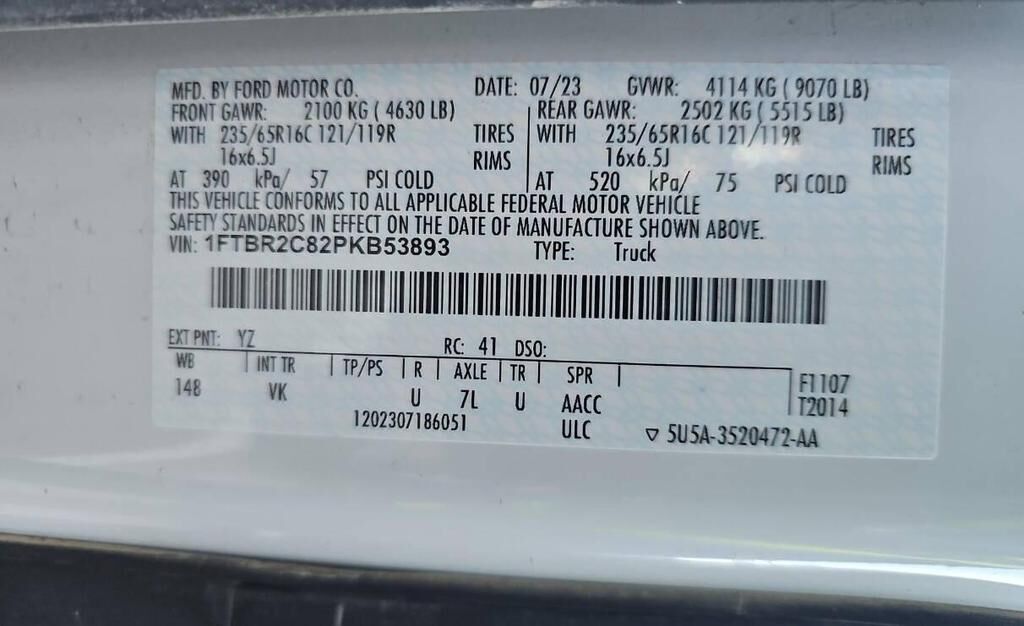 MFD. BY FORD MOTOR CO. DATE: 07/23 GVWR: 4114 KG ( 9070 LB)
FRONT GAWR: 2100 KG ( 4630 LB) REAR GAWR: 2502 KG ( 5515 LB)
WITH 235/65R16C 121/119R TIRES WITH 235/65R16C 121/119R TIRES
16x6.5J RIMS 16x6.5J RIMS
AT 390 kPa/ 57 PSI COLD AT 520 kPa/ 75 PSI COLD
THIS VEHICLE CONFORMS TO ALL APPLICABLE FEDERAL MOTOR VEHICLE
SAFETY STANDARDS IN EFFECT ON THE DATE OF MANUFACTURE SHOWN ABOVE.
VIN: 1FTBR2C82PKB53893 TYPE: Truck
EXT PNT: YZ RC: 41 DSO:
WB INT TR TP/PS R AXLE TR SPR F1107
148 VK U 7L U AACC T2014
1202307186051 ULC 5U5A-3520472-AA